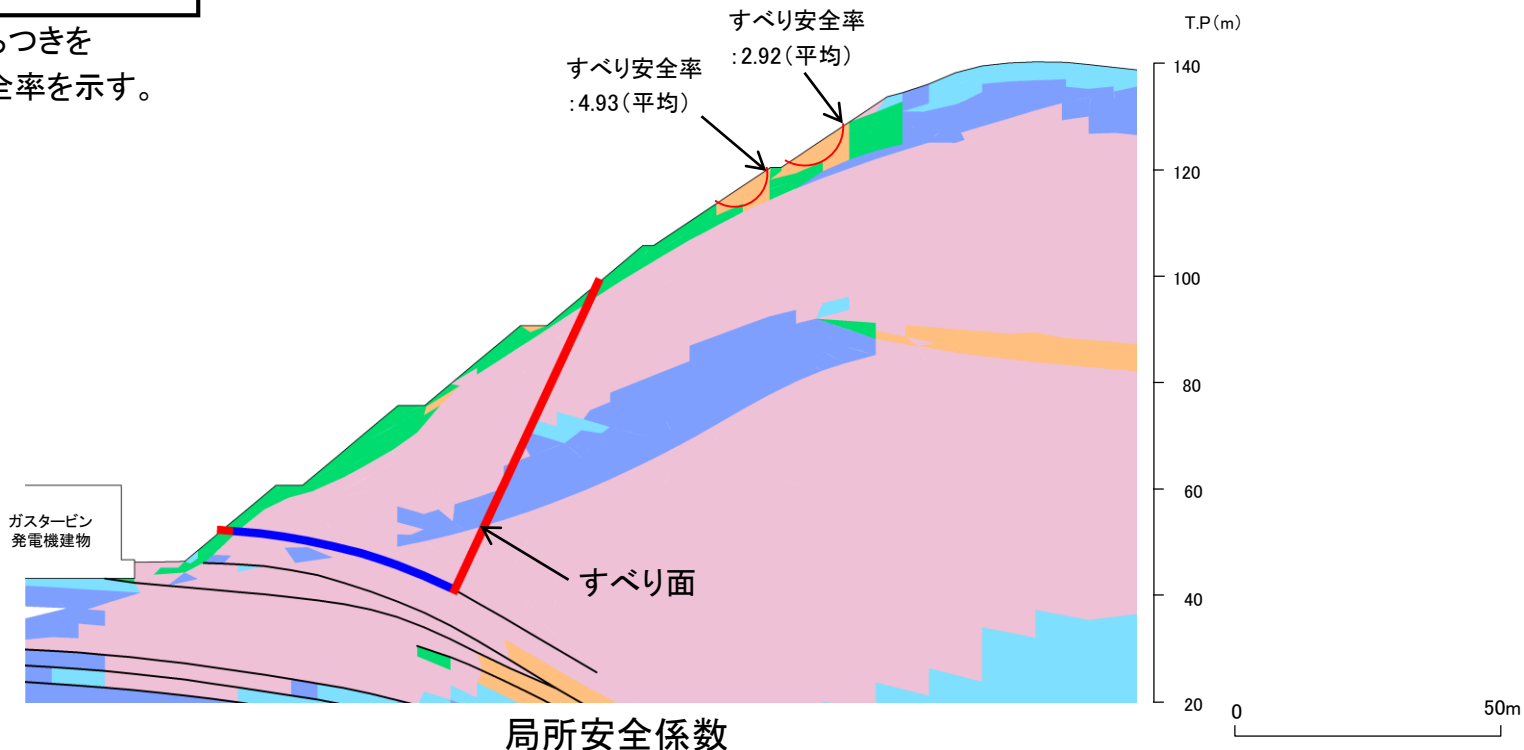 つきを
全率を示す。
すべり安全率
:2.92(平均)
すべり安全率
:4.93(平均)
T.P(m)
140
120
100
80
60
40
20
ガスタービン
発電機建物
すべり面
局所安全係数
0
50m